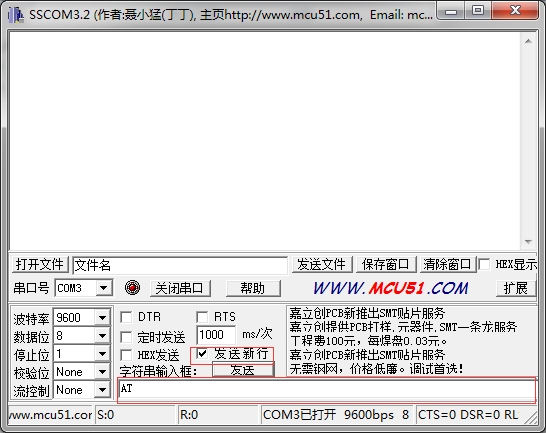 SSCOM3.2 (作者:聂小猛(丁丁), 主页http://www.mcu51.com,  Email: mc...
打开文件 文件名 发送文件 保存窗口 清除窗口 HEX显示
串口号 COM3 关闭串口 帮助 WWW.MCU51.COM 扩展
波特率 9600 DTR RTS
数据位 8 定时发送 1000 ms/次
停止位 1 HEX发送 发送新行
校验位 None 字符串输入框: 发送
流控制 None AT
嘉立创PCB新推出SMT贴片服务
嘉立创提供PCB打样.元器件.SMT一条龙服务
工程费100元，每焊盘0.03元。
嘉立创PCB新推出SMT贴片服务
无需钢网，价格低廉。调试首选！
www.mcu51.cor S:0 R:0 COM3已打开 9600bps 8 CTS=0 DSR=0 RL